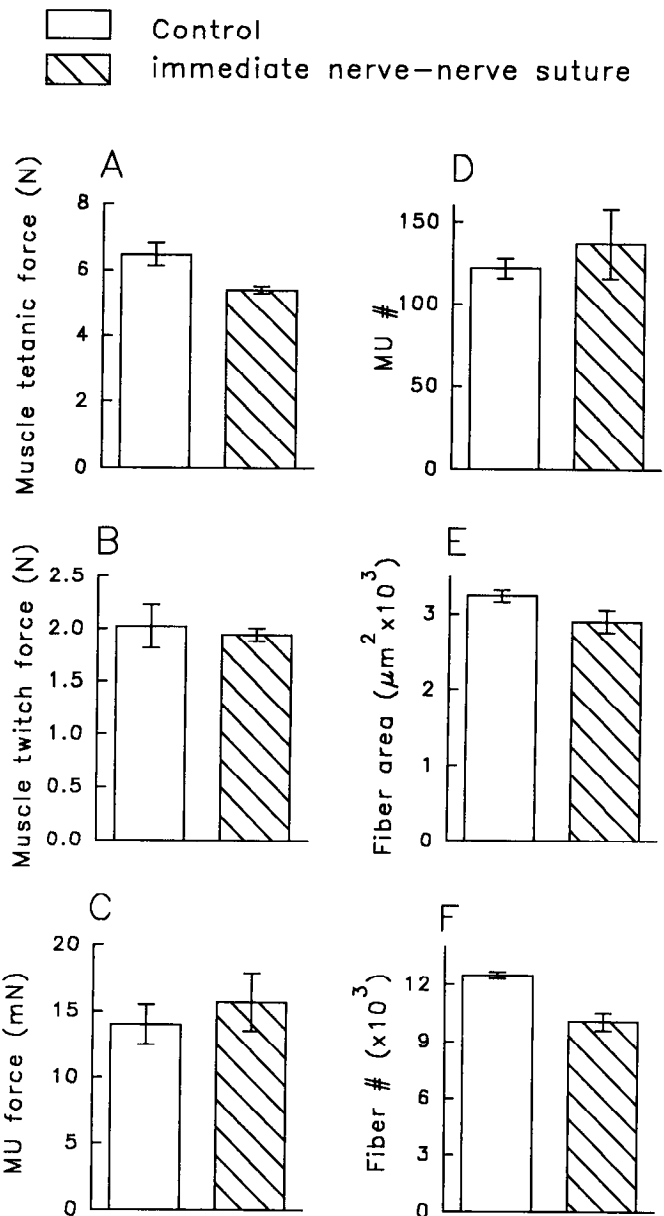 Control
immediate nerve-nerve suture
A
Muscle tetanic force (N)
8
6
4
2
0
D
MU #
150
100
50
0
B
Muscle twitch force (N)
2.5
2.0
1.5
1.0
0.5
0.0
E
Fiber area (μm² x10³)
3
2
1
0
C
MU force (mN)
20
15
10
5
0
F
Fiber # (x10³)
12
9
6
3
0